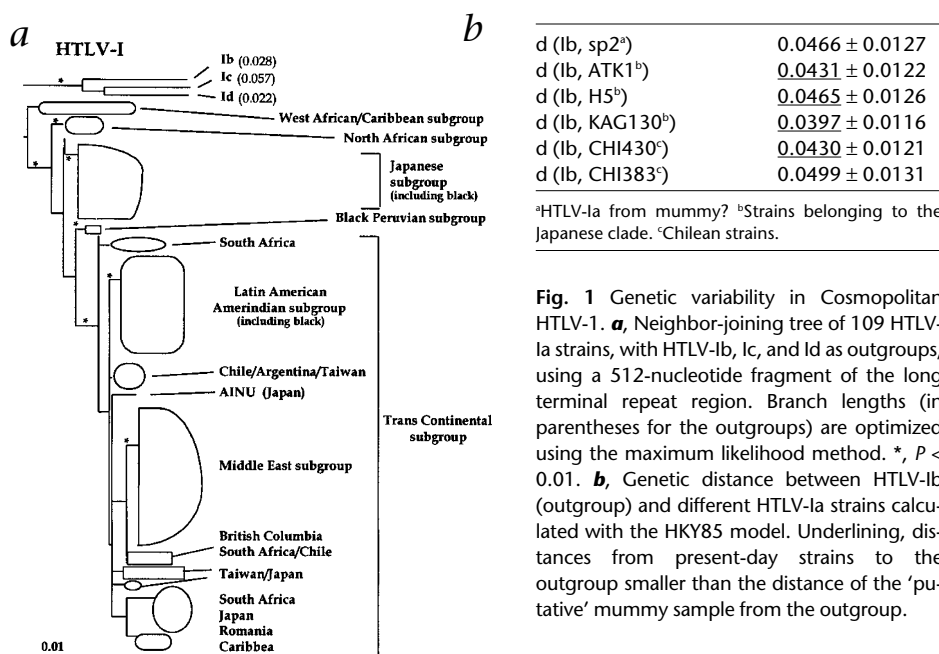 a
HTLV-I
*
Ib (0.028)
Ic (0.057)
Id (0.022)
West African/Caribbean subgroup
*
North African subgroup
*
*
Japanese
subgroup
(including black)
*
Black Peruvian subgroup
South Africa
*
Latin American
Amerindian subgroup
(including black)
*
Chile/Argentina/Taiwan
AINU (Japan)
Trans Continental
subgroup
*
Middle East subgroup
British Columbia
South Africa/Chile
Taiwan/Japan
South Africa
Japan
Romania
Caribbea
0.01
b
d (Ib, sp2ᵃ) 0.0466 ± 0.0127
d (Ib, ATK1ᵇ) 0.0431 ± 0.0122
d (Ib, H5ᵇ) 0.0465 ± 0.0126
d (Ib, KAG130ᵇ) 0.0397 ± 0.0116
d (Ib, CHI430ᶜ) 0.0430 ± 0.0121
d (Ib, CHI383ᶜ) 0.0499 ± 0.0131
ᵃHTLV-Ia from mummy? ᵇStrains belonging to the
Japanese clade. ᶜChilean strains.
Fig. 1 Genetic variability in Cosmopolitan
HTLV-1. a, Neighbor-joining tree of 109 HTLV-
Ia strains, with HTLV-Ib, Ic, and Id as outgroups,
using a 512-nucleotide fragment of the long
terminal repeat region. Branch lengths (in
parentheses for the outgroups) are optimized
using the maximum likelihood method. *, P <
0.01. b, Genetic distance between HTLV-Ib
(outgroup) and different HTLV-Ia strains calcu-
lated with the HKY85 model. Underlining, dis-
tances from present-day strains to the
outgroup smaller than the distance of the ‘pu-
tative’ mummy sample from the outgroup.